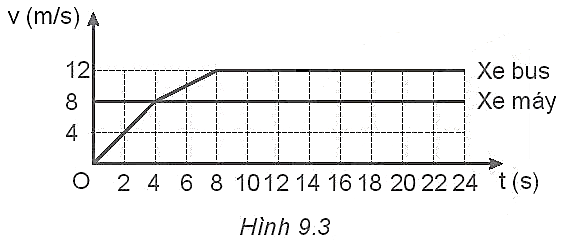 v (m/s)
12
Xe bus
8
Xe máy
4
O 2 4 6 8 10 12 14 16 18 20 22 24 t (s)
Hình 9.3